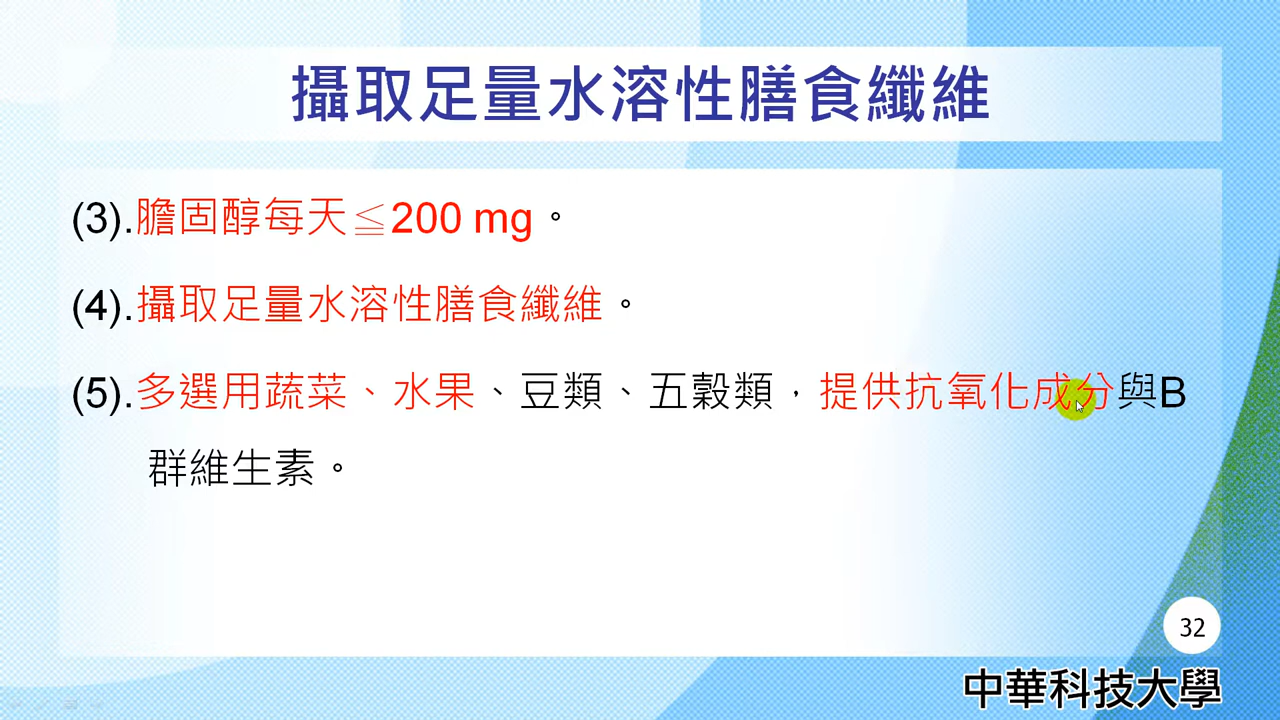 攝取足量水溶性膳食纖維
(3).膽固醇每天≦200 mg。
(4).攝取足量水溶性膳食纖維。
(5).多選用蔬菜、水果、豆類、五穀類，提供抗氧化成分與B
群維生素。
32
中華科技大學